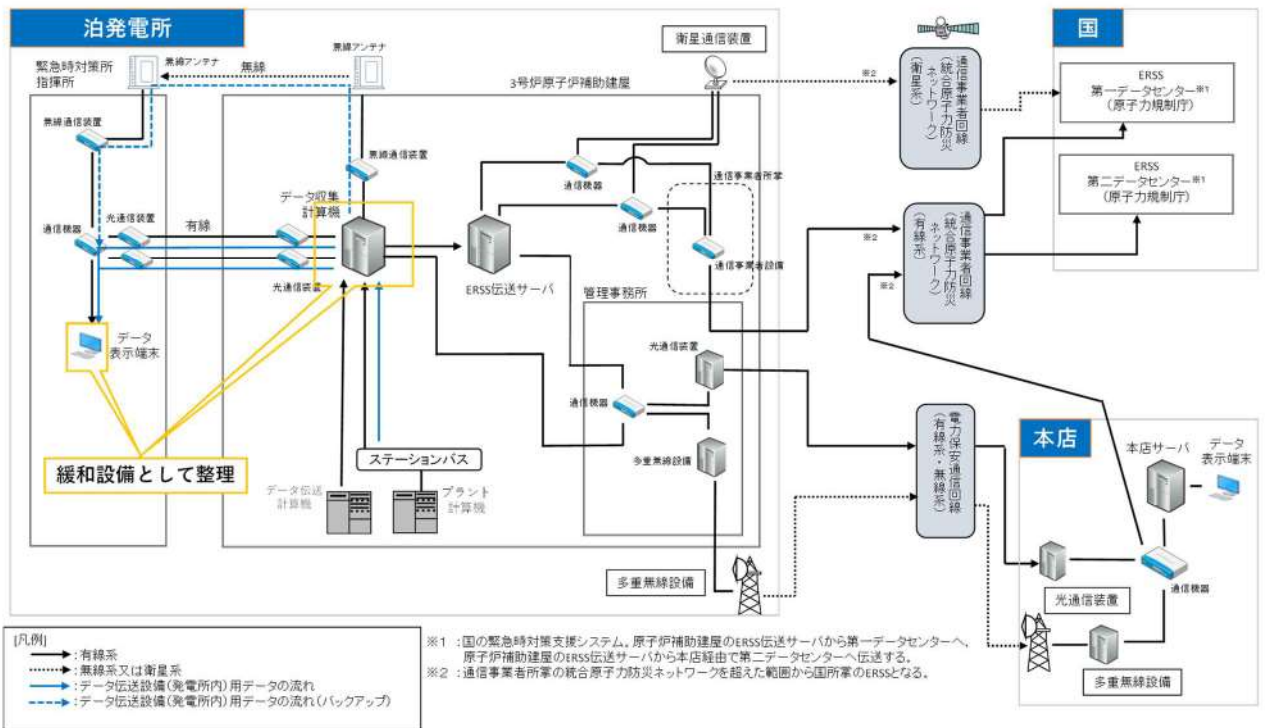 泊発電所
緊急時対策所
指揮所
無線アンテナ
無線
無線アンテナ
3号炉原子炉補助建屋
衛星通信装置
無線通信装置
無線通信装置
データ収集
計算機
光通信装置
有線
通信機器
光通信装置
データ
表示端末
緩和設備として整理
ERSS伝送サーバ
通信機器
通信機器
通信事業者所掌
通信事業者設備
管理事務所
光通信装置
通信機器
多重無線設備
ステーションバス
データ伝送
計算機
プラント
計算機
多重無線設備
※2
通信事業者回線
(統合原子力防災
ネットワーク)
(衛星系)
※2
※2
通信事業者回線
(統合原子力防災
ネットワーク)
(有線系)
電力保安通信回線
(有線系・無線系)
国
ERSS
第一データセンター※1
(原子力規制庁)
ERSS
第二データセンター※1
(原子力規制庁)
本店
本店サーバ
データ
表示端末
通信機器
光通信装置
多重無線設備
[凡例]
:有線系
:無線系又は衛星系
:データ伝送設備(発電所内)用データの流れ
:データ伝送設備(発電所内)用データの流れ(バックアップ)
※1 :国の緊急時対策支援システム。原子炉補助建屋のERSS伝送サーバから第一データセンターへ、
原子炉補助建屋のERSS伝送サーバから本店経由で第二データセンターへ伝送する。
※2 :通信事業者所掌の統合原子力防災ネットワークを超えた範囲から国所掌のERSSとなる。